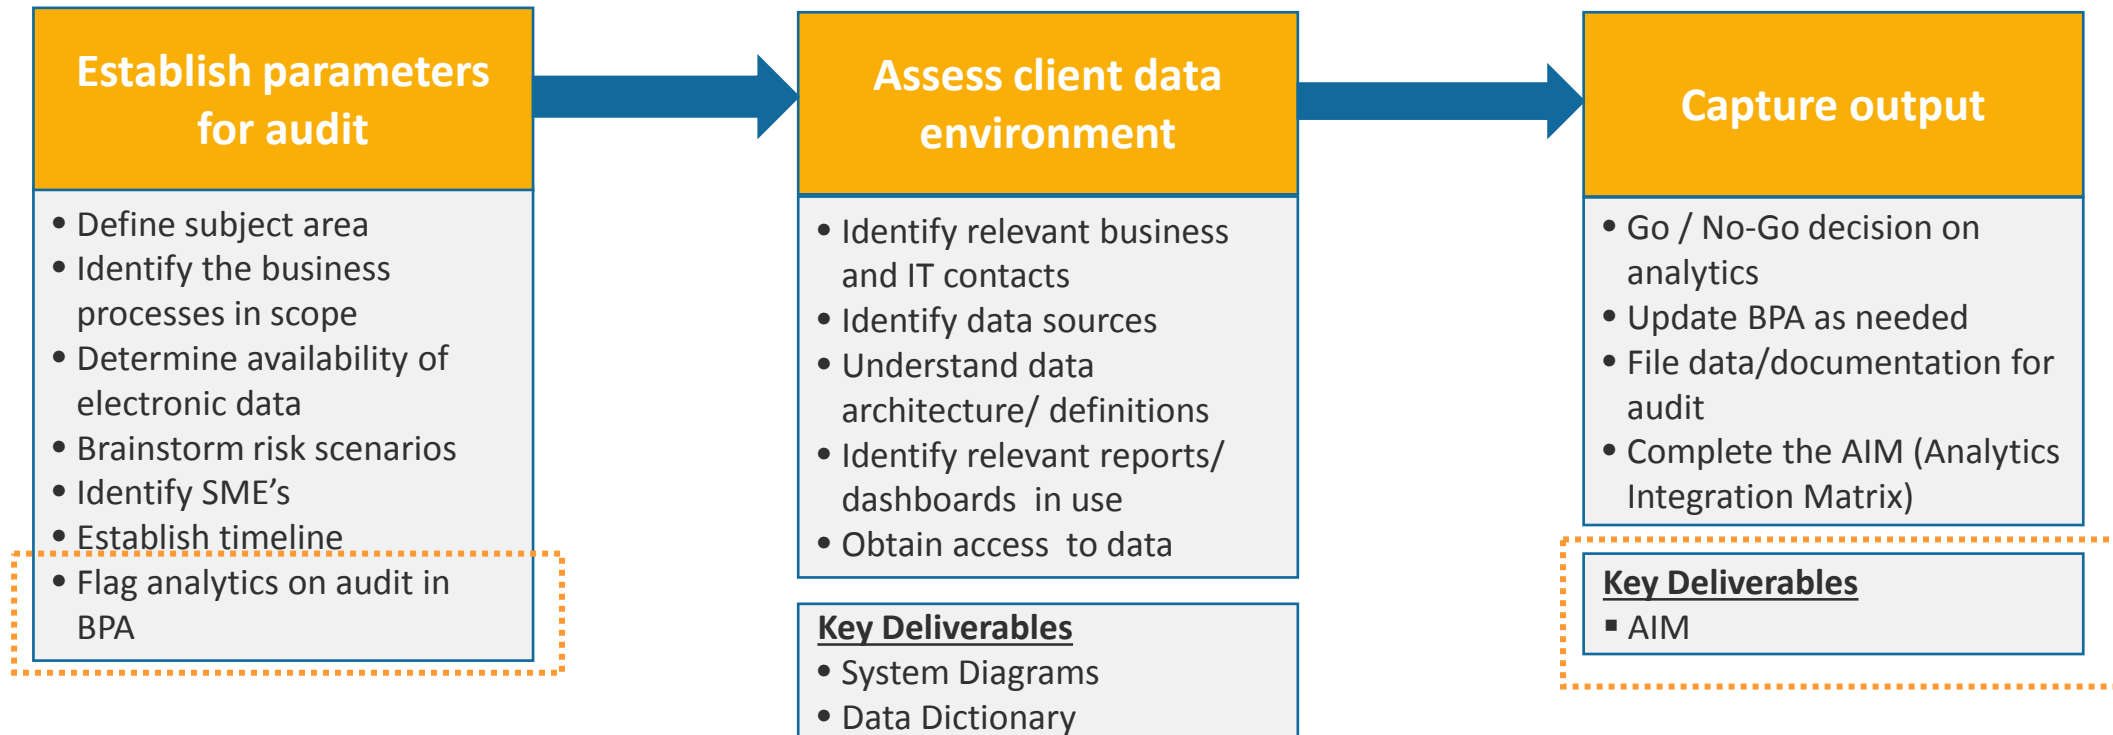 Establish parameters
for audit
• Define subject area
• Identify the business
processes in scope
• Determine availability of
electronic data
• Brainstorm risk scenarios
• Identify SME’s
• Establish timeline
• Flag analytics on audit in
BPA
Assess client data
environment
• Identify relevant business
and IT contacts
• Identify data sources
• Understand data
architecture/ definitions
• Identify relevant reports/
dashboards in use
• Obtain access to data
Key Deliverables
• System Diagrams
• Data Dictionary
Capture output
• Go / No-Go decision on
analytics
• Update BPA as needed
• File data/documentation for
audit
• Complete the AIM (Analytics
Integration Matrix)
Key Deliverables
▪ AIM